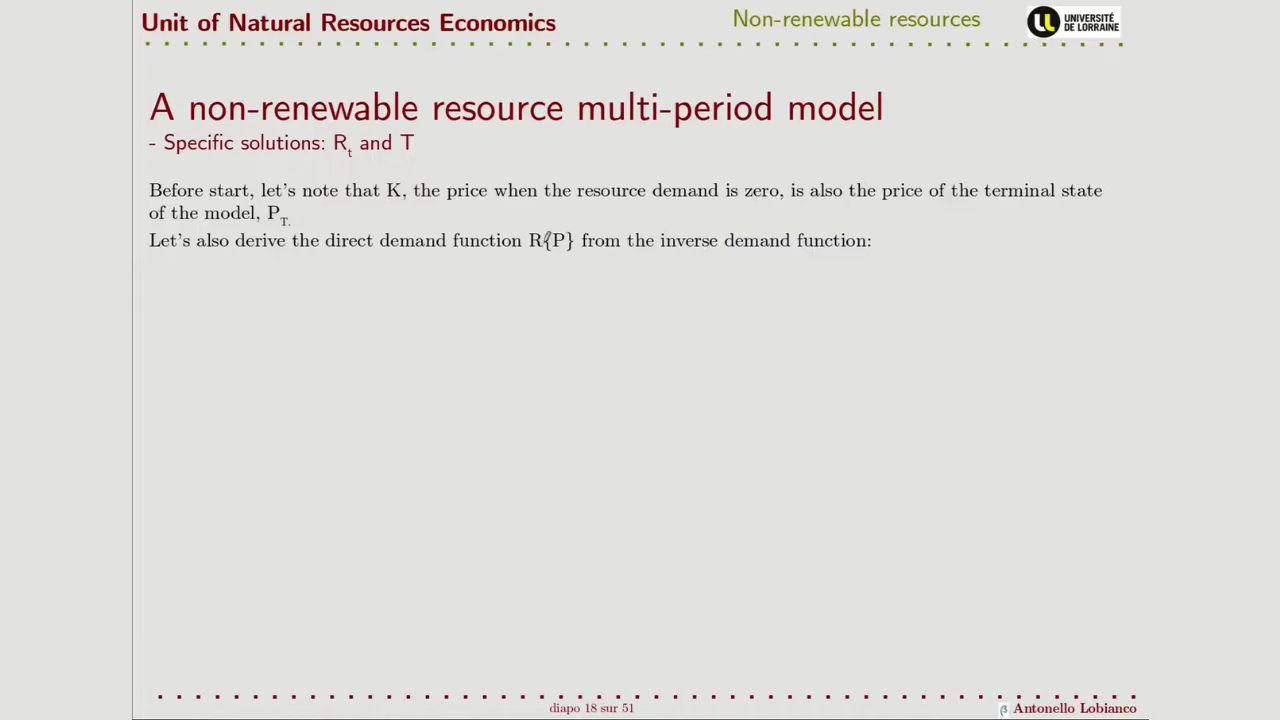 Unit of Natural Resources Economics
Non-renewable resources
UNIVERSITÉ
DE LORRAINE
A non-renewable resource multi-period model
- Specific solutions: Rt and T
Before start, let's note that K, the price when the resource demand is zero, is also the price of the terminal state
of the model, PT.
Let's also derive the direct demand function R{P} from the inverse demand function:
diapo 18 sur 51
β Antonello Lobianco